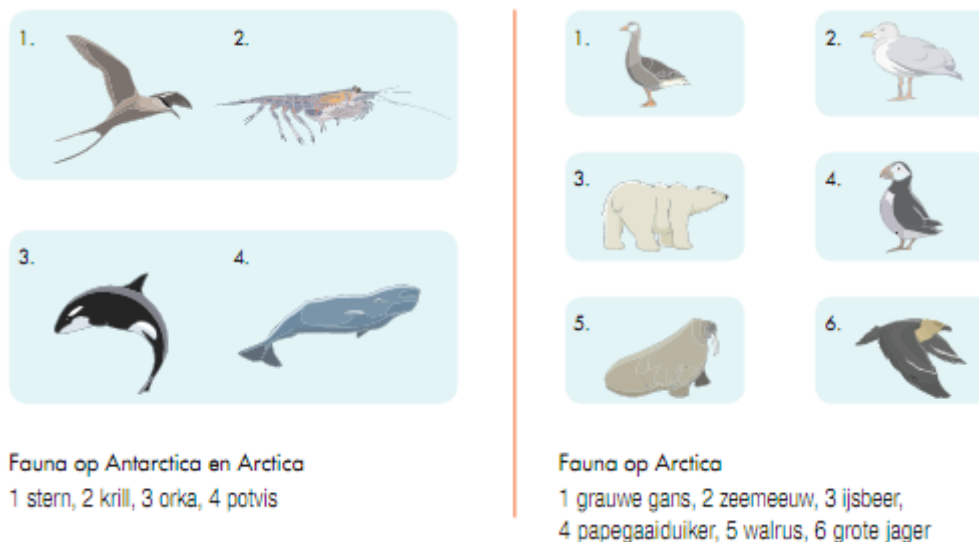 1.
2.
3.
4.
Fauna op Antarctica en Arctica
1 stern, 2 krill, 3 orka, 4 potvis
1.
2.
3.
4.
5.
6.
Fauna op Arctica
1 grauwe gans, 2 zeemeeuw, 3 ijsbeer,
4 papegaaiduiker, 5 walrus, 6 grote jager